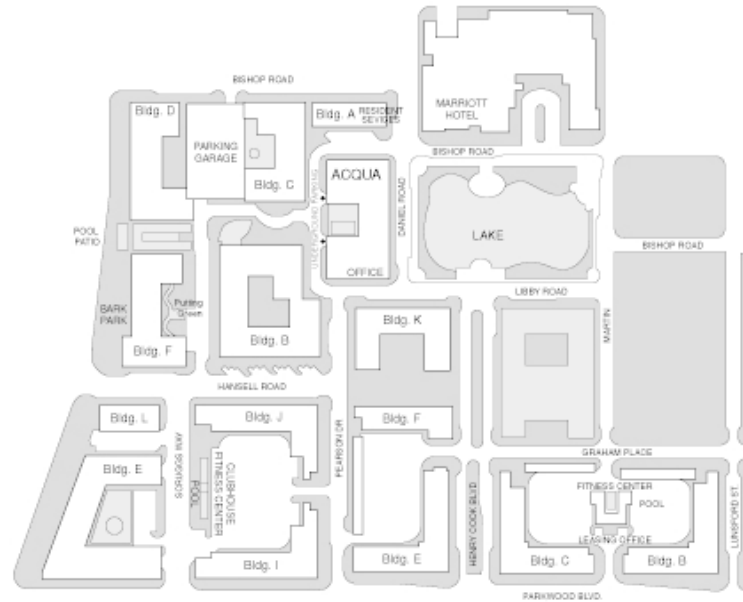 BISHOP ROAD
Bldg. D
Bldg. A
RESIDENT
SEVIGES
MARRIOTT
HOTEL
PARKING
GARAGE
BISHOP ROAD
ACQUA
Bldg. C
UNDERGROUND PARKING
DANIEL ROAD
POOL
PATIO
LAKE
BISHOP ROAD
OFFICE
LIBBY ROAD
BARK
PARK
Putting
Green
Bldg. K
MARTIN
Bldg. B
Bldg. F
HANSELL ROAD
Bldg. L
Bldg. J
Bldg. F
PEARSON DR
GRAHAM PLACE
Bldg. E
POOL
CLUBHOUSE
FITNESS CENTER
HENRY COOK BLVD.
FITNESS CENTER
POOL
LUNSFORD ST.
LEASING OFFICE
Bldg. I
Bldg. E
Bldg. C
Bldg. B
PARKWOOD BLVD.